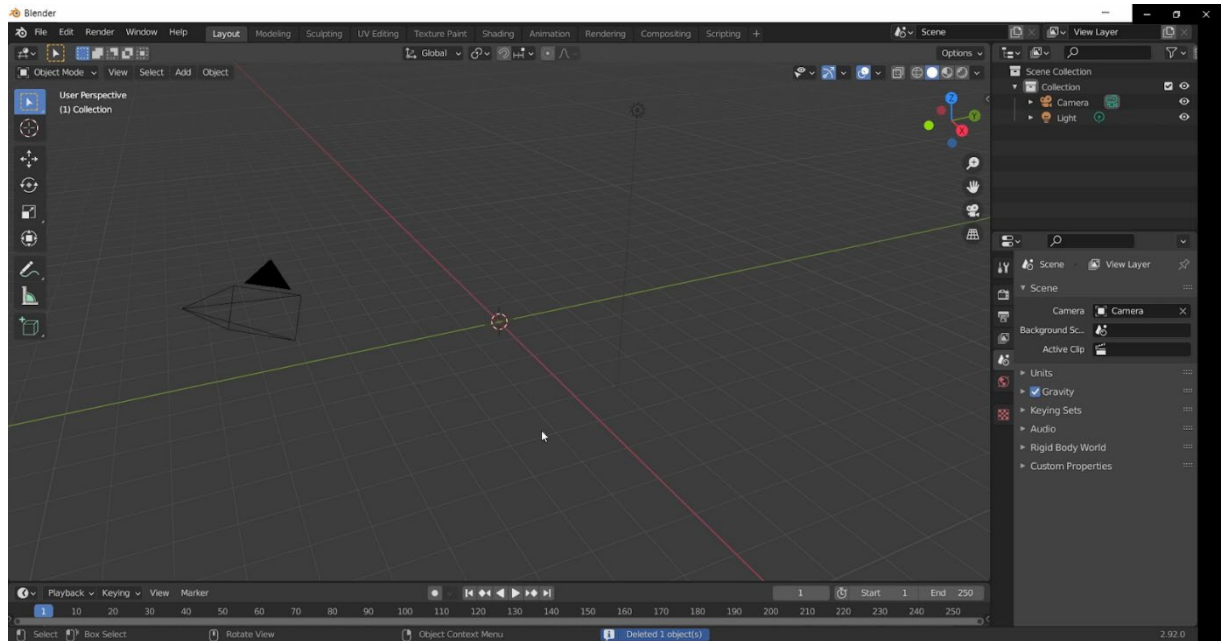 Blender
File Edit Render Window Help Layout Modeling Sculpting UV Editing Texture Paint Shading Animation Rendering Compositing Scripting + Scene View Layer
Global Options
Object Mode View Select Add Object
User Perspective
(1) Collection
Z
Y
X
Scene Collection
Collection
Camera
Light
Scene View Layer
Scene
Camera Camera
Background Sc...
Active Clip
Units
Gravity
Keying Sets
Audio
Rigid Body World
Custom Properties
Playback Keying View Marker 1 Start 1 End 250
1 10 20 30 40 50 60 70 80 90 100 110 120 130 140 150 160 170 180 190 200 210 220 230 240 250
Select Box Select Rotate View Object Context Menu Deleted 1 object(s) 2.92.0